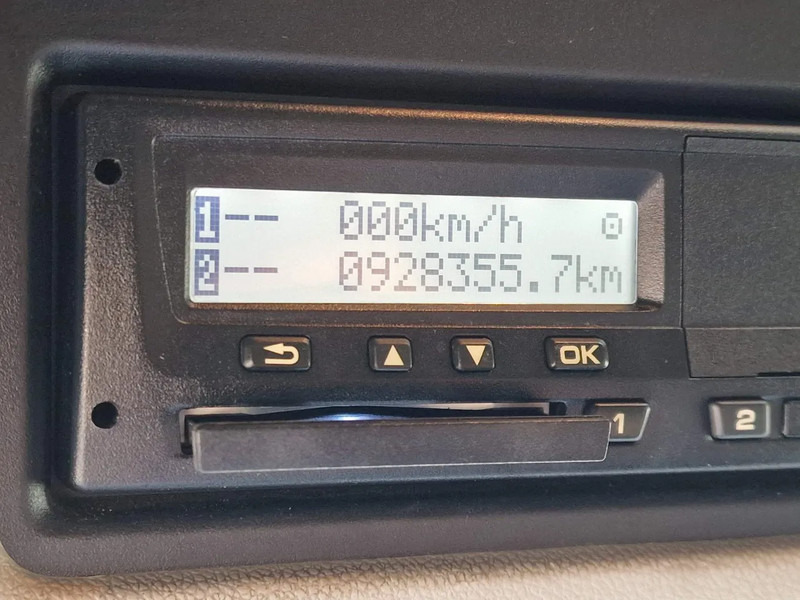 1-- 000km/h ⊙
2-- 0928355.7km
OK
1 2